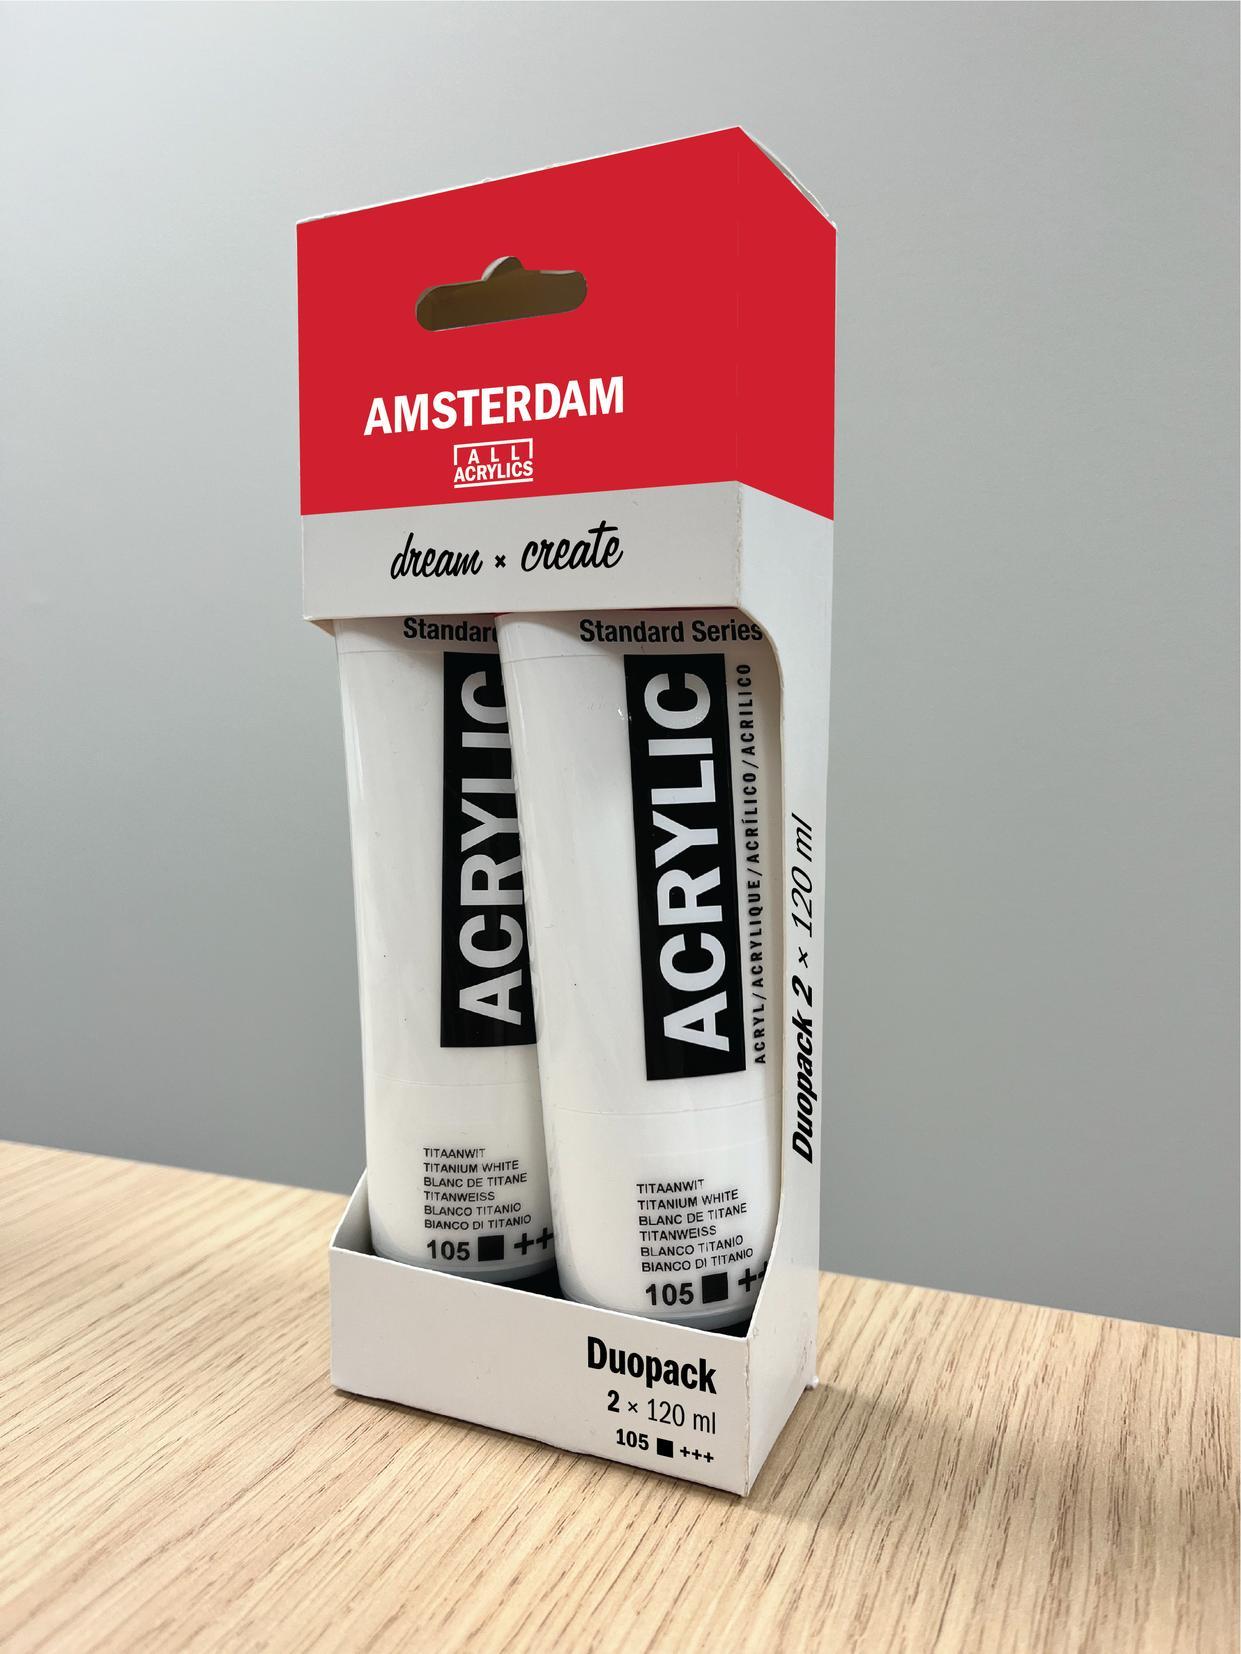 AMSTERDAM
ALL
ACRYLICS
dream × create
Standard Series
ACRYLIC
TITAANWIT
TITANIUM WHITE
BLANC DE TITANE
TITANWEISS
BLANCO TITANIO
BIANCO DI TITANIO
105 ■ ++
Standard Series
ACRYLIC
ACRYL/ACRYLIQUE/ACRÍLICO/ACRILICO
TITAANWIT
TITANIUM WHITE
BLANC DE TITANE
TITANWEISS
BLANCO TITANIO
BIANCO DI TITANIO
105 ■ ++
Duopack 2 × 120 ml
Duopack
2 × 120 ml
105 ■ +++